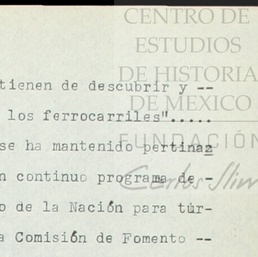 CENTRO DE
ESTUDIOS
DE HISTORIA
DE MEXICO
FUNDACIÓN
Carlos Slim
tienen de descubrir y --
los ferrocarriles".....
se ha mantenido pertinaz
n continuo programa de -
o de la Nación para túr-
a Comisión de Fomento --